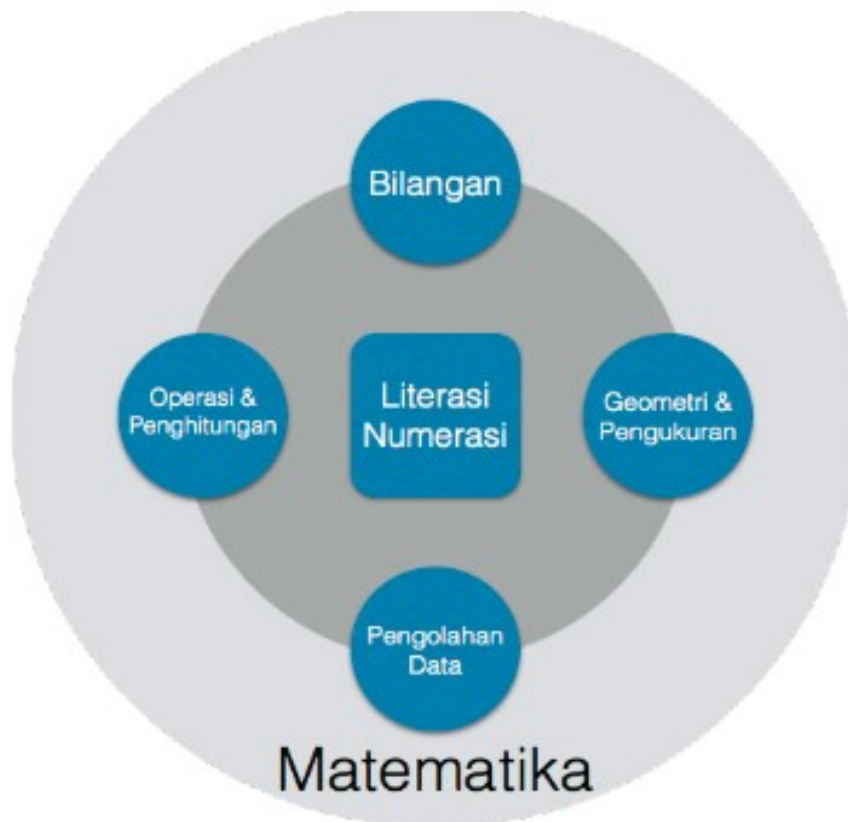 Bilangan
Operasi &
Penghitungan
Literasi
Numerasi
Geometri &
Pengukuran
Pengolahan
Data
Matematika